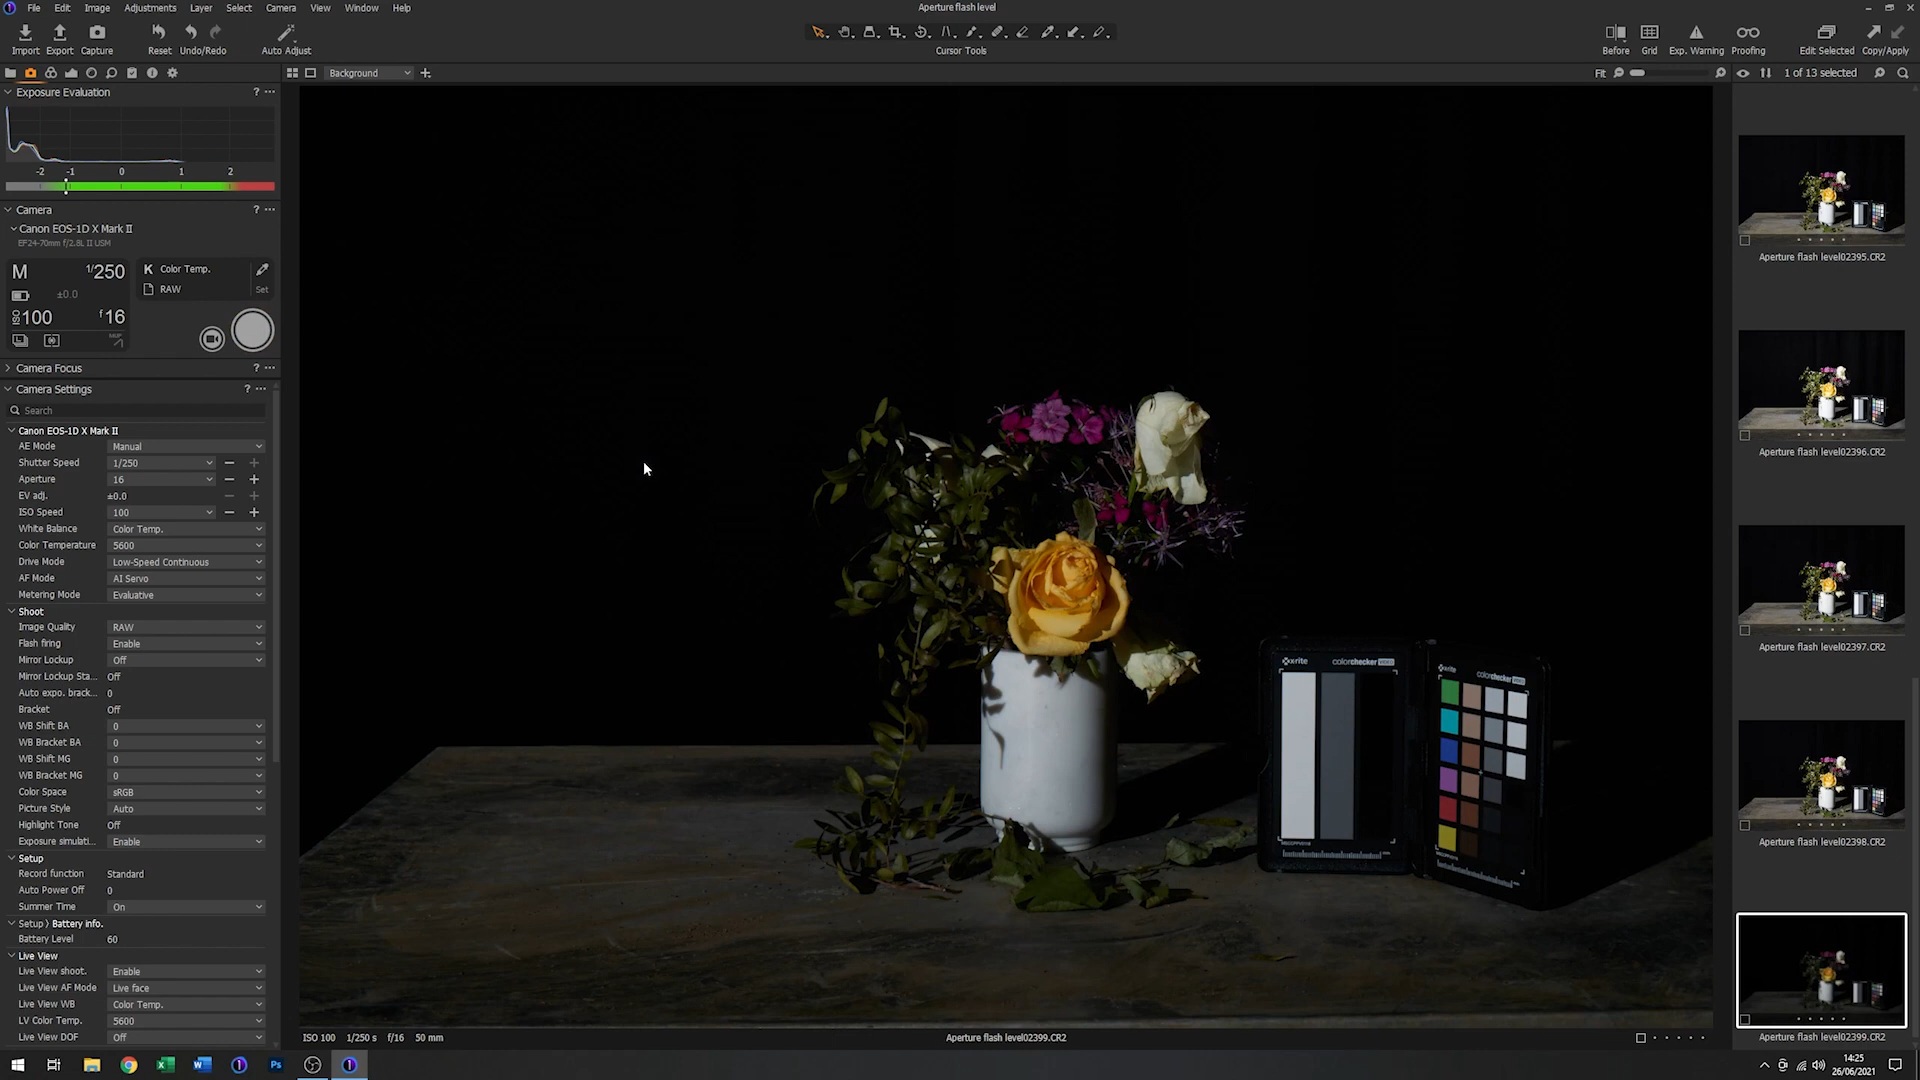 File Edit Image Adjustments Layer Select Camera View Window Help
Aperture flash level
Import Export Capture Reset Undo/Redo Auto Adjust
Cursor Tools
Before Grid Exp. Warning Proofing Edit Selected Copy/Apply
Background
Fit
1 of 13 selected
Exposure Evaluation ? ...
-2 -1 0 1 2
Camera ? ...
Canon EOS-1D X Mark II
EF24-70mm f/2.8L II USM
M 1/250
K Color Temp.
±0.0
RAW Set
ISO 100 f 16
Camera Focus ? ...
Camera Settings ? ...
Search
Canon EOS-1D X Mark II
AE Mode Manual
Shutter Speed 1/250
Aperture 16
EV adj. ±0.0
ISO Speed 100
White Balance Color Temp.
Color Temperature 5600
Drive Mode Low-Speed Continuous
AF Mode AI Servo
Metering Mode Evaluative
Shoot
Image Quality RAW
Flash firing Enable
Mirror Lockup Off
Mirror Lockup Sta... Off
Auto expo. brack... 0
Bracket Off
WB Shift BA 0
WB Bracket BA 0
WB Shift MG 0
WB Bracket MG 0
Color Space sRGB
Picture Style Auto
Highlight Tone Off
Exposure simulati... Enable
Setup
Record function Standard
Auto Power Off 0
Summer Time On
Setup > Battery info.
Battery Level 60
Live View
Live View shoot. Enable
Live View AF Mode Live face
Live View WB Color Temp.
LV Color Temp. 5600
Live View DOF Off
x-rite colorchecker VIDEO
x-rite colorchecker VIDEO
ISO 100 1/250 s f/16 50 mm
Aperture flash level02399.CR2
Aperture flash level02395.CR2
Aperture flash level02396.CR2
Aperture flash level02397.CR2
Aperture flash level02398.CR2
Aperture flash level02399.CR2
14:25
26/06/2021